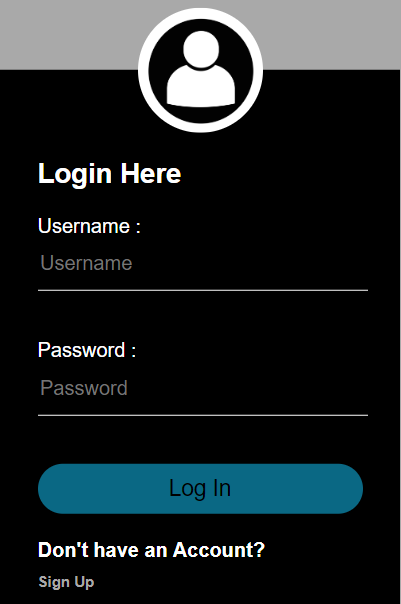 Login Here
Username :
Username
Password :
Password
Log In
Don't have an Account?
Sign Up